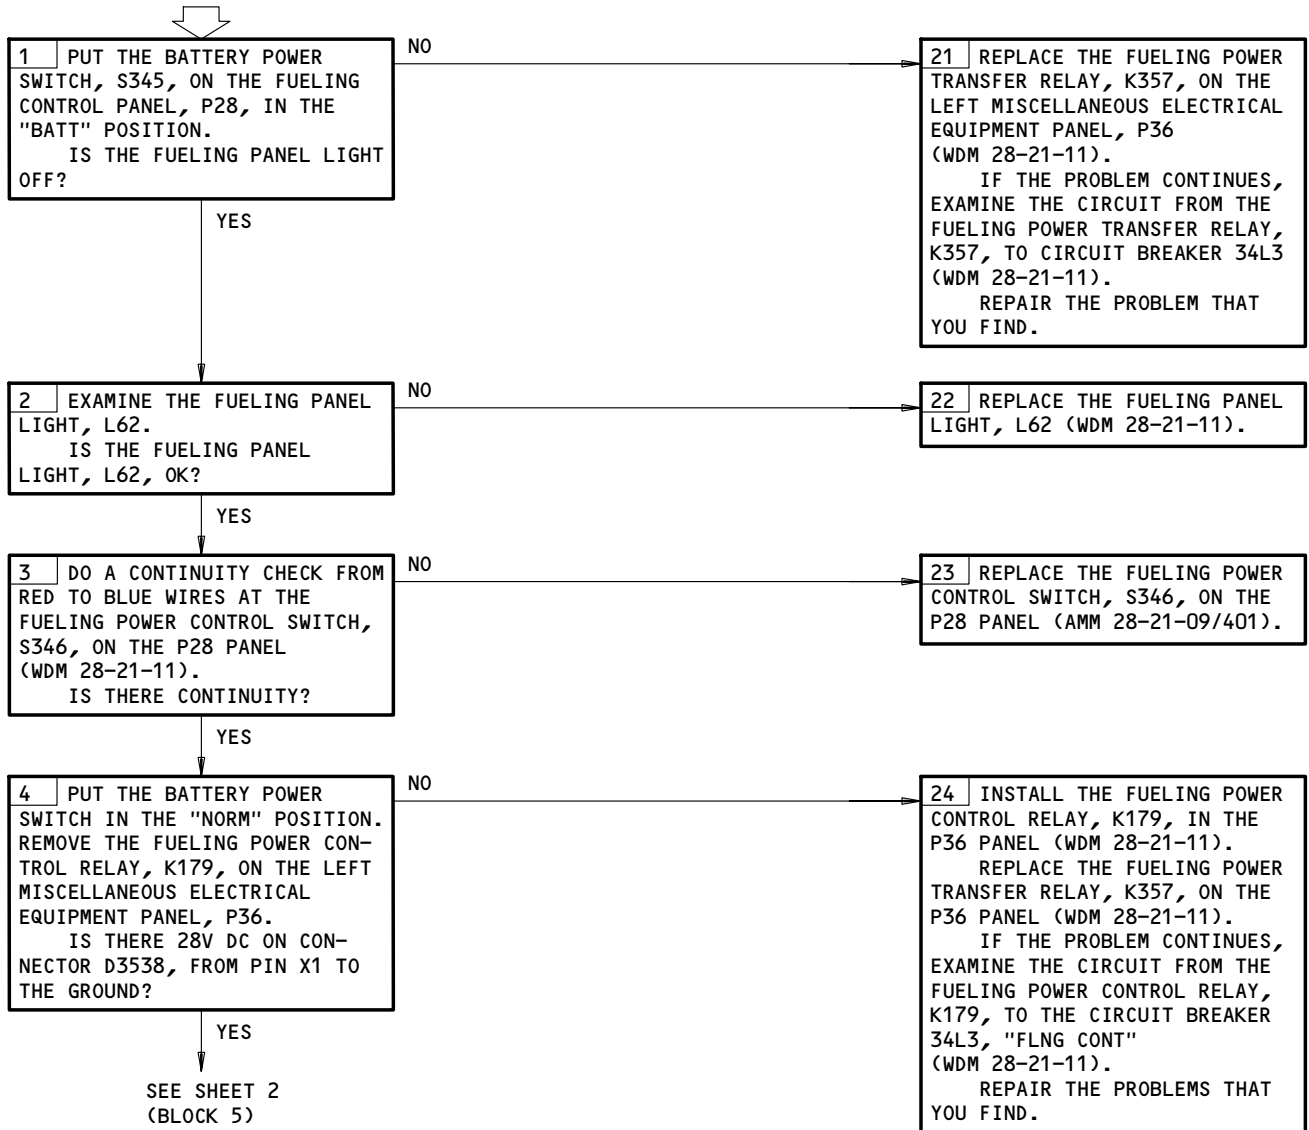 1 PUT THE BATTERY POWER
SWITCH, S345, ON THE FUELING
CONTROL PANEL, P28, IN THE
"BATT" POSITION.
IS THE FUELING PANEL LIGHT
OFF?
NO
21 REPLACE THE FUELING POWER
TRANSFER RELAY, K357, ON THE
LEFT MISCELLANEOUS ELECTRICAL
EQUIPMENT PANEL, P36
(WDM 28-21-11).
IF THE PROBLEM CONTINUES,
EXAMINE THE CIRCUIT FROM THE
FUELING POWER TRANSFER RELAY,
K357, TO CIRCUIT BREAKER 34L3
(WDM 28-21-11).
REPAIR THE PROBLEM THAT
YOU FIND.
YES
2 EXAMINE THE FUELING PANEL
LIGHT, L62.
IS THE FUELING PANEL
LIGHT, L62, OK?
NO
22 REPLACE THE FUELING PANEL
LIGHT, L62 (WDM 28-21-11).
YES
3 DO A CONTINUITY CHECK FROM
RED TO BLUE WIRES AT THE
FUELING POWER CONTROL SWITCH,
S346, ON THE P28 PANEL
(WDM 28-21-11).
IS THERE CONTINUITY?
NO
23 REPLACE THE FUELING POWER
CONTROL SWITCH, S346, ON THE
P28 PANEL (AMM 28-21-09/401).
YES
4 PUT THE BATTERY POWER
SWITCH IN THE "NORM" POSITION.
REMOVE THE FUELING POWER CON-
TROL RELAY, K179, ON THE LEFT
MISCELLANEOUS ELECTRICAL
EQUIPMENT PANEL, P36.
IS THERE 28V DC ON CON-
NECTOR D3538, FROM PIN X1 TO
THE GROUND?
NO
24 INSTALL THE FUELING POWER
CONTROL RELAY, K179, IN THE
P36 PANEL (WDM 28-21-11).
REPLACE THE FUELING POWER
TRANSFER RELAY, K357, ON THE
P36 PANEL (WDM 28-21-11).
IF THE PROBLEM CONTINUES,
EXAMINE THE CIRCUIT FROM THE
FUELING POWER CONTROL RELAY,
K179, TO THE CIRCUIT BREAKER
34L3, "FLNG CONT"
(WDM 28-21-11).
REPAIR THE PROBLEMS THAT
YOU FIND.
YES
SEE SHEET 2
(BLOCK 5)